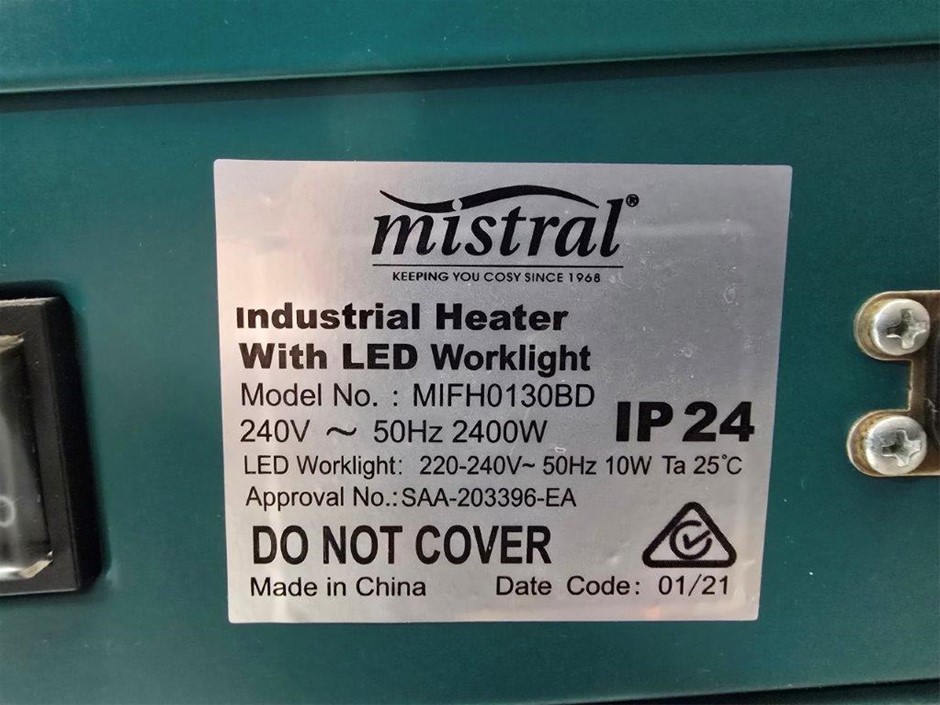 mistral®
KEEPING YOU COSY SINCE 1968
Industrial Heater
With LED Worklight
Model No. : MIFH0130BD
240V ~ 50Hz 2400W
IP24
LED Worklight: 220-240V~ 50Hz 10W Ta 25°C
Approval No.:SAA-203396-EA
DO NOT COVER
Made in China Date Code: 01/21